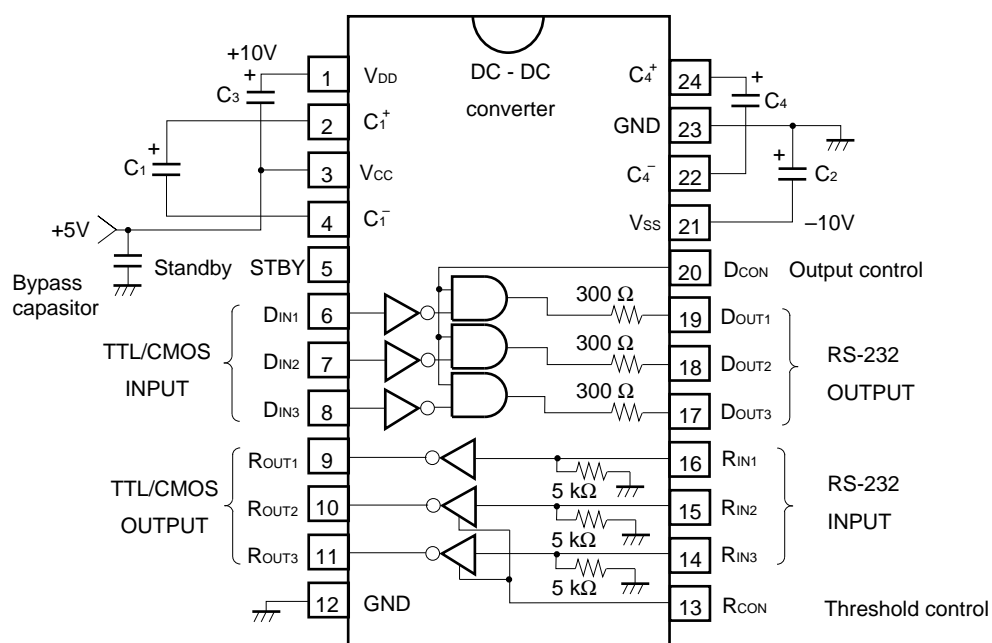 +10V
+
C3
1
VDD
DC - DC
converter
C4+
24
+
C4
2
C1+
GND
23
+
C1
3
VCC
C4−
22
+
C2
4
C1−
VSS
21
−10V
+5V
Bypass
capasitor
Standby
STBY
5
20
DCON
Output control
6
DIN1
300 Ω
19
DOUT1
TTL/CMOS
INPUT
7
DIN2
300 Ω
18
DOUT2
RS-232
OUTPUT
8
DIN3
300 Ω
17
DOUT3
ROUT1
9
16
RIN1
5 kΩ
TTL/CMOS
OUTPUT
ROUT2
10
15
RIN2
RS-232
INPUT
5 kΩ
ROUT3
11
14
RIN3
5 kΩ
12
GND
13
RCON
Threshold control